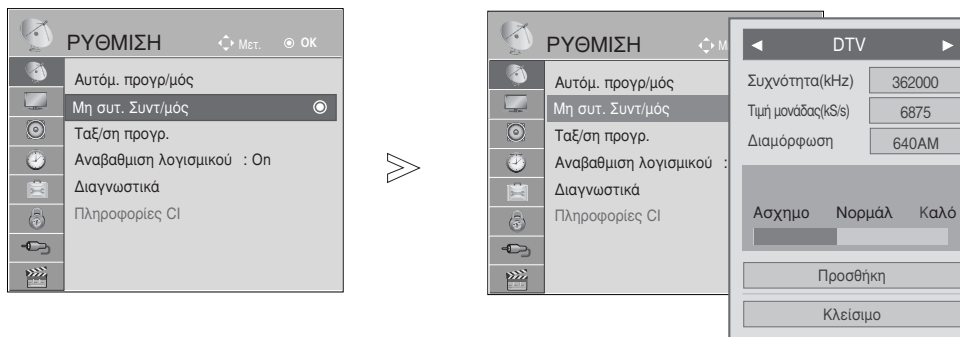 ΡΥΘΜΙΣΗ Μετ. OK
Αυτόμ. προγρ/μός
Μη συτ. Συντ/μός
Ταξ/ση προγρ.
Αναβαθμιση λογισμικού : On
Διαγνωστικά
Πληροφορίες CI
ΡΥΘΜΙΣΗ
Αυτόμ. προγρ/μός
Μη συτ. Συντ/μός
Ταξ/ση προγρ.
Αναβαθμιση λογισμικού :
Διαγνωστικά
Πληροφορίες CI
DTV
Συχνότητα(kHz) 362000
Τιμή μονάδας(kS/s) 6875
Διαμόρφωση 640AM
Ασχημο Νορμάλ Καλό
Προσθήκη
Κλείσιμο